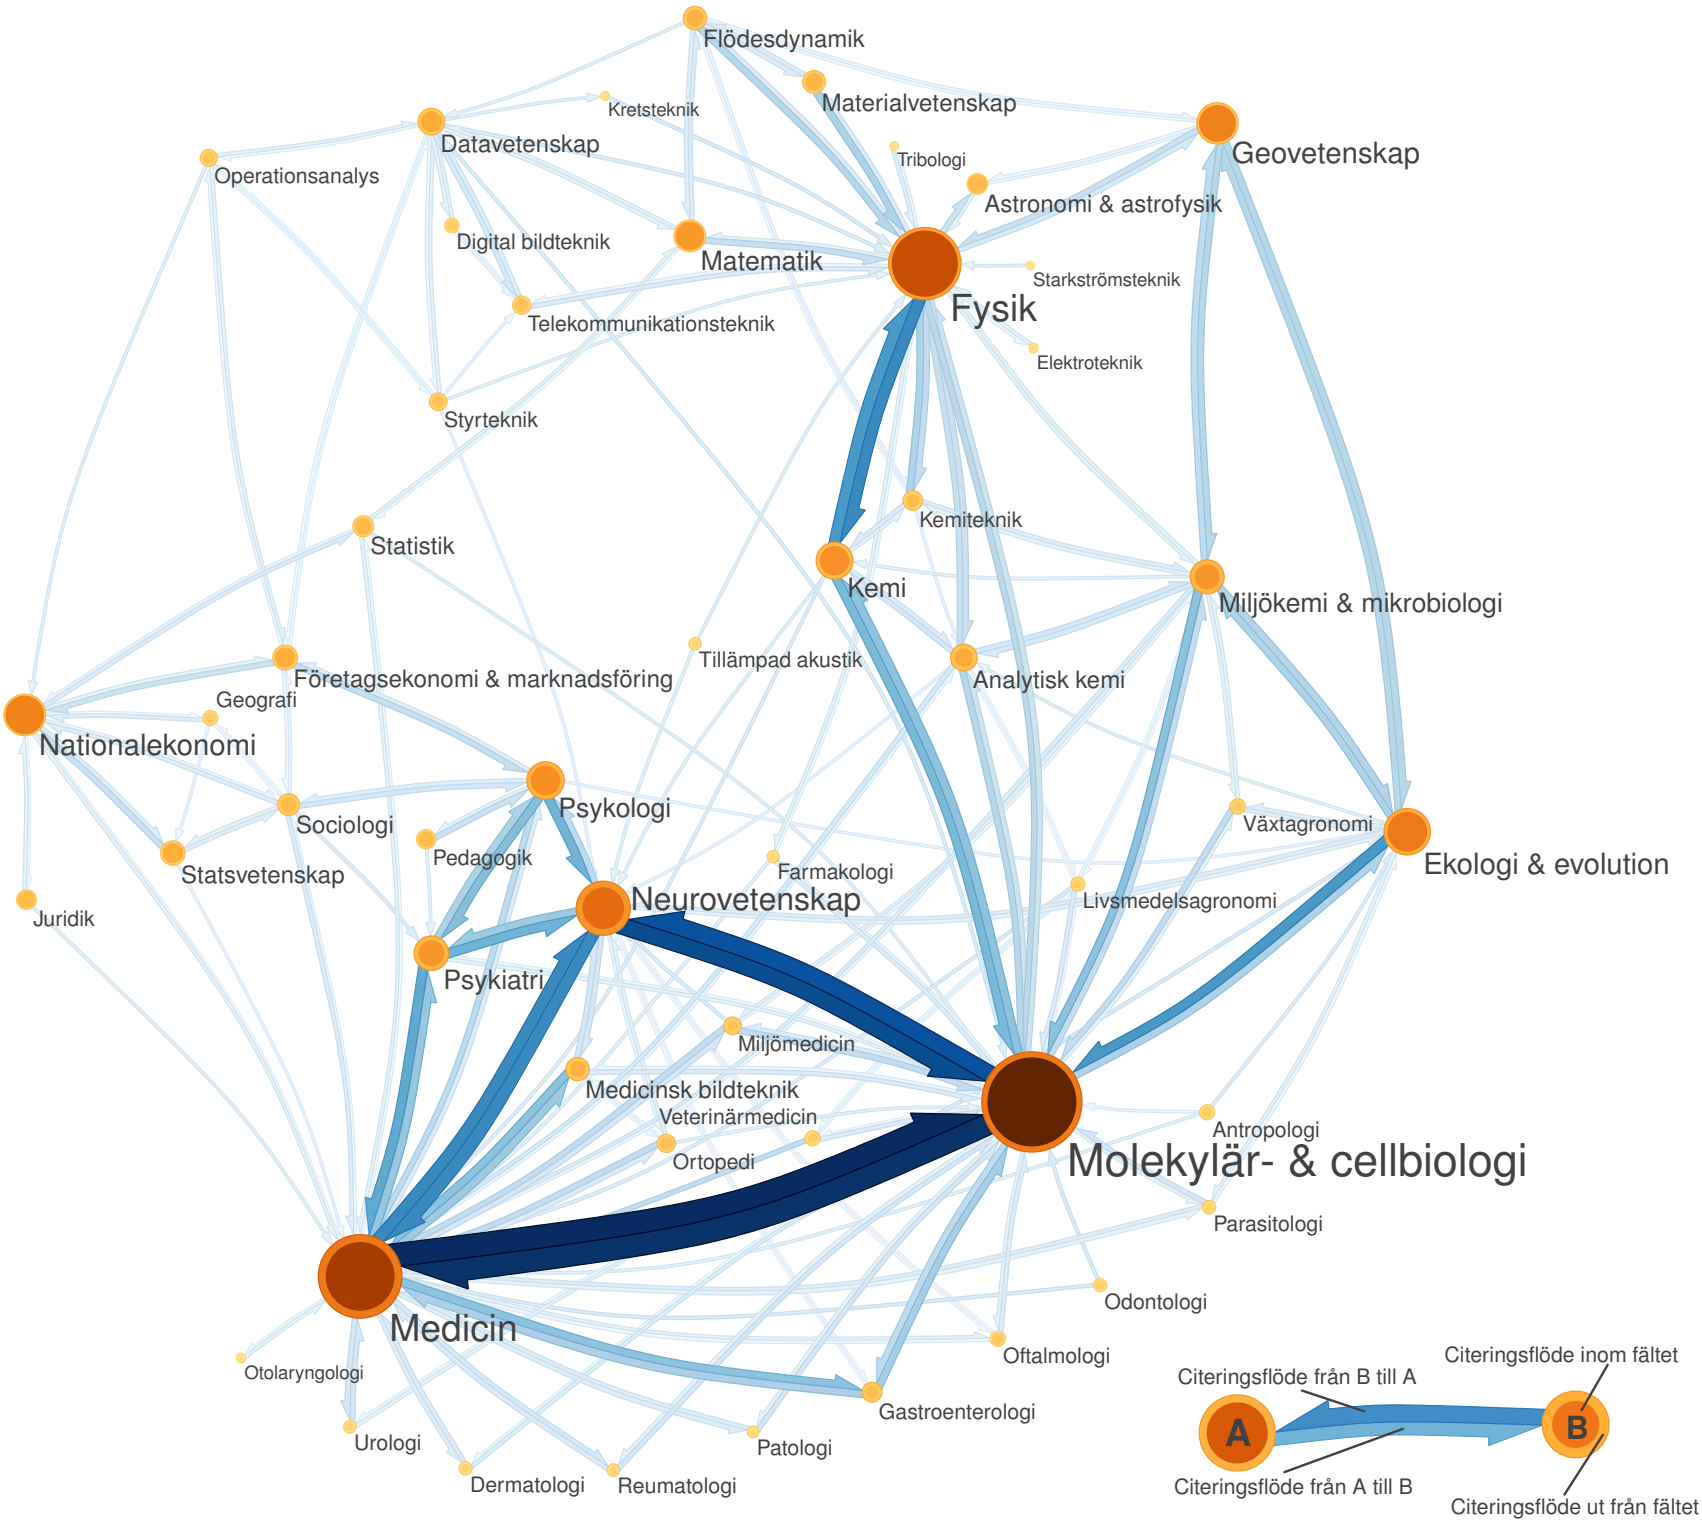 Flödesdynamik
Materialvetenskap
Kretsteknik
Datavetenskap
Geovetenskap
Tribologi
Operationsanalys
Astronomi & astrofysik
Digital bildteknik
Matematik
Starkströmsteknik
Fysik
Telekommunikationsteknik
Elektroteknik
Styrteknik
Kemiteknik
Statistik
Kemi
Miljökemi & mikrobiologi
Tillämpad akustik
Företagsekonomi & marknadsföring
Analytisk kemi
Geografi
Nationalekonomi
Psykologi
Sociologi
Växtagronomi
Pedagogik
Ekologi & evolution
Statsvetenskap
Farmakologi
Neurovetenskap
Livsmedelsagronomi
Juridik
Psykiatri
Miljömedicin
Medicinsk bildteknik
Veterinärmedicin
Antropologi
Ortopedi
Molekylär- & cellbiologi
Parasitologi
Odontologi
Medicin
Oftalmologi
Otolaryngologi
Gastroenterologi
Urologi
Patologi
Dermatologi
Reumatologi
Citeringsflöde inom fältet
Citeringsflöde från B till A
A
B
Citeringsflöde från A till B
Citeringsflöde ut från fältet